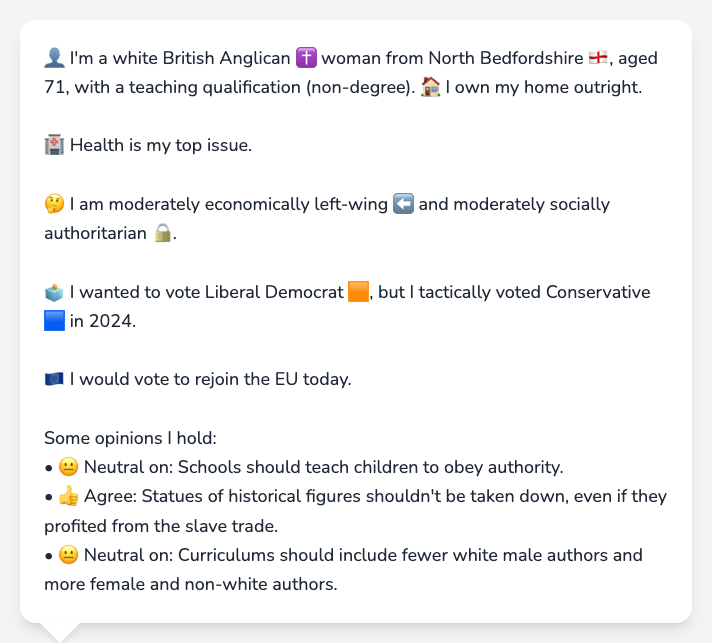 👤 I'm a white British Anglican ✝️ woman from North Bedfordshire 🏴󠁧󠁢󠁥󠁮󠁧󠁿, aged
71, with a teaching qualification (non-degree). 🏠 I own my home outright.
🏥 Health is my top issue.
🤔 I am moderately economically left-wing ⬅️ and moderately socially
authoritarian 🔒.
🗳️ I wanted to vote Liberal Democrat 🟧, but I tactically voted Conservative
🟦 in 2024.
🇪🇺 I would vote to rejoin the EU today.
Some opinions I hold:
• 😐 Neutral on: Schools should teach children to obey authority.
• 👍 Agree: Statues of historical figures shouldn't be taken down, even if they
profited from the slave trade.
• 😐 Neutral on: Curriculums should include fewer white male authors and
more female and non-white authors.